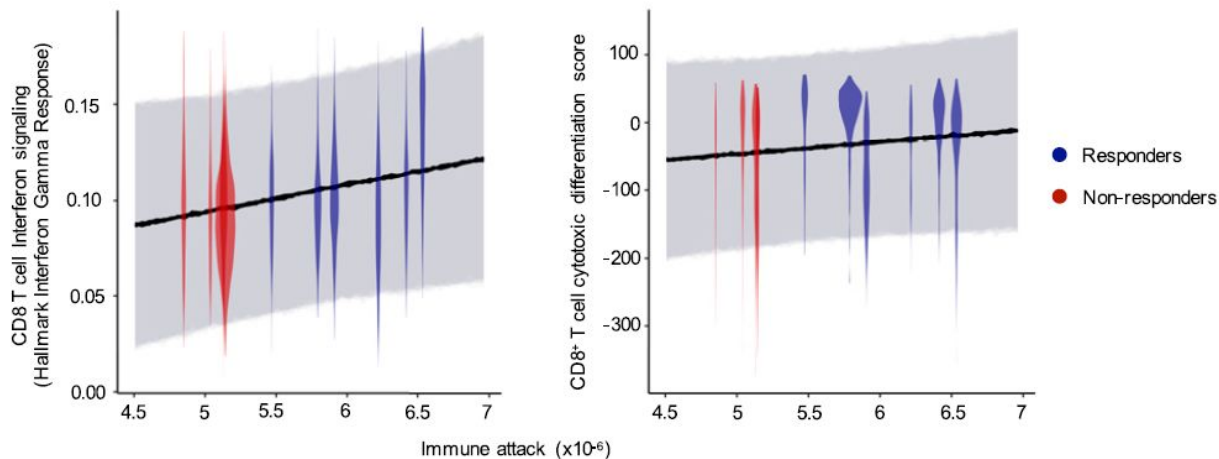 CD8 T cell Interferon signaling
(Hallmark Interferon Gamma Response)
0.15
0.10
0.05
0.00
4.5 5 5.5 6 6.5 7
CD8⁺ T cell cytotoxic differentiation score
100
0
-100
-200
-300
4.5 5 5.5 6 6.5 7
Immune attack (x10⁻⁶)
Responders
Non-responders